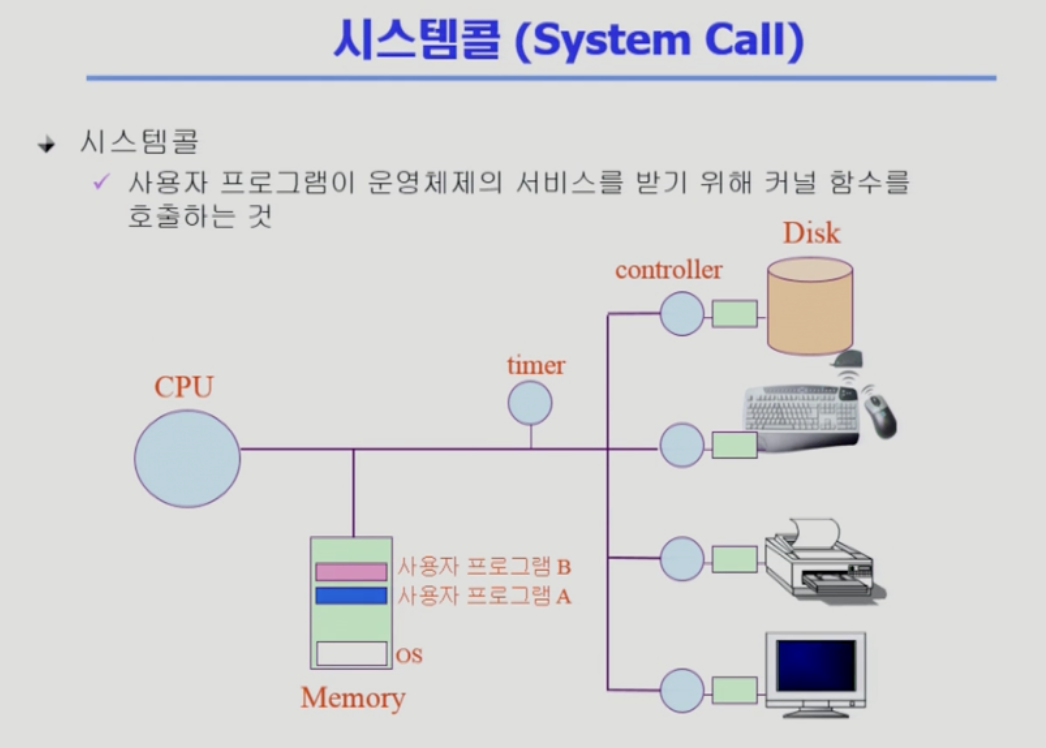 시스템콜 (System Call)
시스템콜
사용자 프로그램이 운영체제의 서비스를 받기 위해 커널 함수를
호출하는 것
Disk
controller
timer
CPU
사용자 프로그램 B
사용자 프로그램 A
OS
Memory